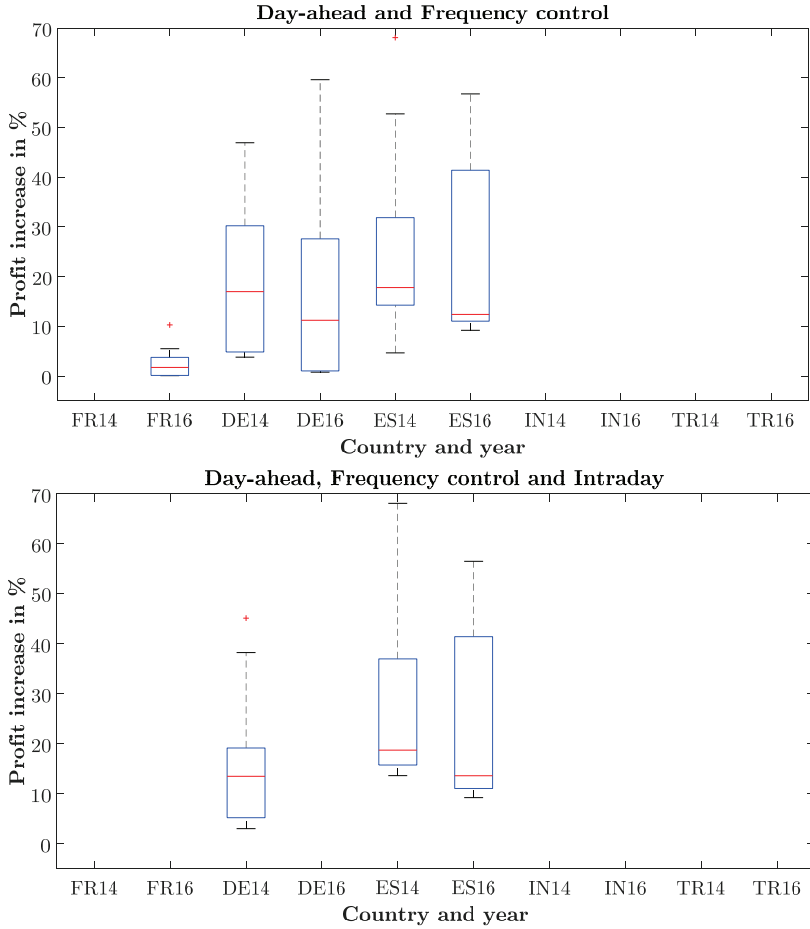 Day-ahead and Frequency control
Profit increase in %
70
60
50
40
30
20
10
0
FR14 FR16 DE14 DE16 ES14 ES16 IN14 IN16 TR14 TR16
Country and year
Day-ahead, Frequency control and Intraday
Profit increase in %
70
60
50
40
30
20
10
0
FR14 FR16 DE14 DE16 ES14 ES16 IN14 IN16 TR14 TR16
Country and year